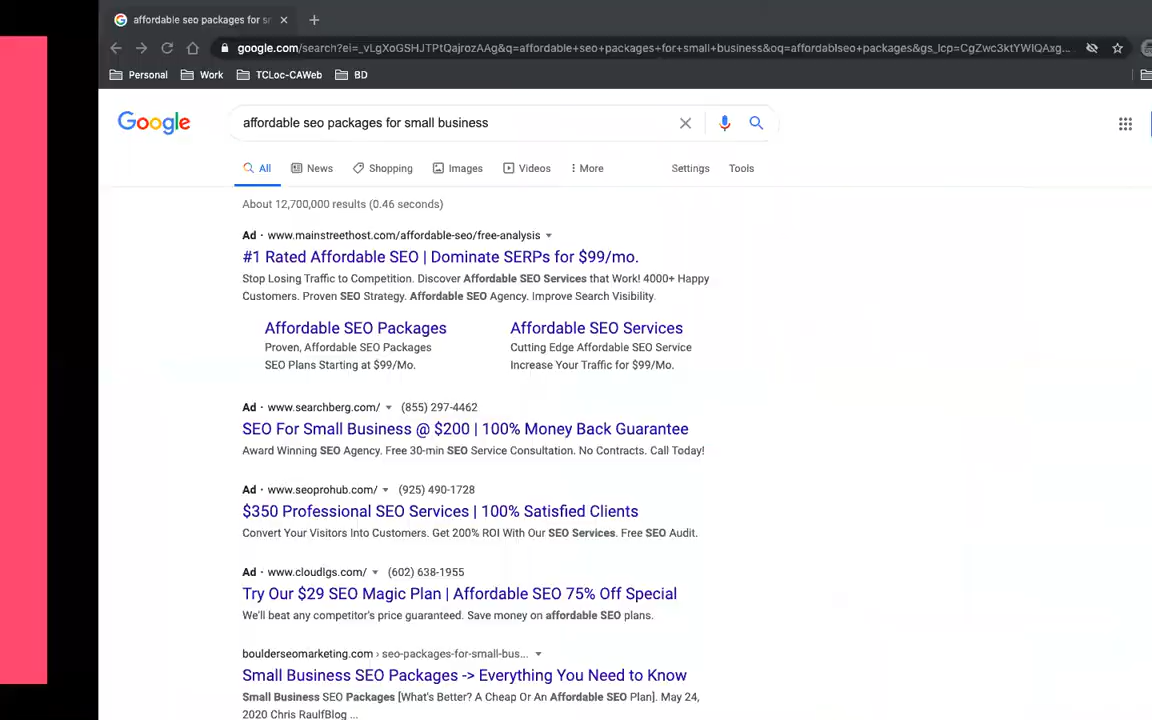 affordable seo packages for sr
google.com/search?ei=_vLgXoGSHJTPtQajrozAAg&q=affordable+seo+packages+for+small+business&oq=affordablseo+packages&gs_lcp=CgZwc3ktYWIQAxg...
Personal Work TCLoc-CAWeb BD
Google affordable seo packages for small business
All News Shopping Images Videos More Settings Tools
About 12,700,000 results (0.46 seconds)
Ad · www.mainstreethost.com/affordable-seo/free-analysis
#1 Rated Affordable SEO | Dominate SERPs for $99/mo.
Stop Losing Traffic to Competition. Discover Affordable SEO Services that Work! 4000+ Happy
Customers. Proven SEO Strategy. Affordable SEO Agency. Improve Search Visibility.
Affordable SEO Packages Affordable SEO Services
Proven, Affordable SEO Packages Cutting Edge Affordable SEO Service
SEO Plans Starting at $99/Mo. Increase Your Traffic for $99/Mo.
Ad · www.searchberg.com/ (855) 297-4462
SEO For Small Business @ $200 | 100% Money Back Guarantee
Award Winning SEO Agency. Free 30-min SEO Service Consultation. No Contracts. Call Today!
Ad · www.seoprohub.com/ (925) 490-1728
$350 Professional SEO Services | 100% Satisfied Clients
Convert Your Visitors Into Customers. Get 200% ROI With Our SEO Services. Free SEO Audit.
Ad · www.cloudlgs.com/ (602) 638-1955
Try Our $29 SEO Magic Plan | Affordable SEO 75% Off Special
We'll beat any competitor's price guaranteed. Save money on affordable SEO plans.
boulderseomarketing.com › seo-packages-for-small-bus...
Small Business SEO Packages -> Everything You Need to Know
Small Business SEO Packages [What's Better? A Cheap Or An Affordable SEO Plan]. May 24,
2020 Chris RaulfBlog ...